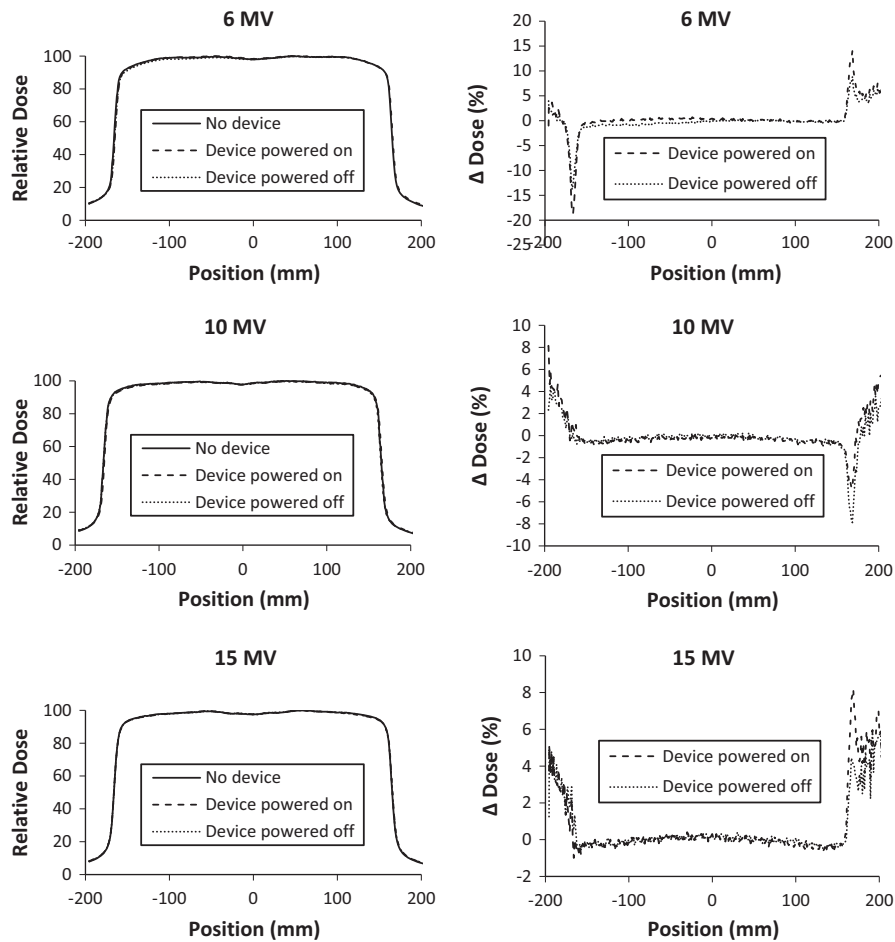 6 MV
Relative Dose
100
80
60
40
20
0
No device
Device powered on
Device powered off
-200 -100 0 100 200
Position (mm)
6 MV
Δ Dose (%)
20
15
10
5
0
-5
-10
-15
-20
-25
Device powered on
Device powered off
-200 -100 0 100 200
Position (mm)
10 MV
Relative Dose
100
80
60
40
20
0
No device
Device powered on
Device powered off
-200 -100 0 100 200
Position (mm)
10 MV
Δ Dose (%)
10
8
6
4
2
0
-2
-4
-6
-8
-10
Device powered on
Device powered off
-200 -100 0 100 200
Position (mm)
15 MV
Relative Dose
100
80
60
40
20
0
No device
Device powered on
Device powered off
-200 -100 0 100 200
Position (mm)
15 MV
Δ Dose (%)
10
8
6
4
2
0
-2
Device powered on
Device powered off
-200 -100 0 100 200
Position (mm)